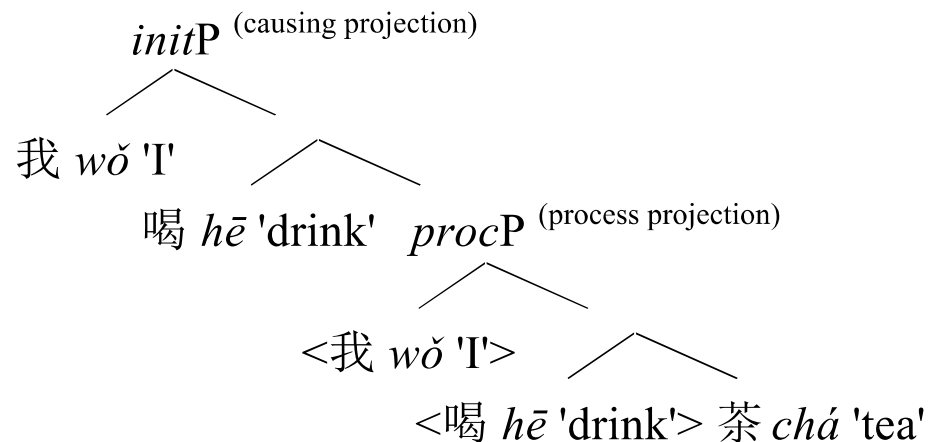 initP (causing projection)
我 wǒ 'I'
喝 hē 'drink' procP (process projection)
<我 wǒ 'I'>
<喝 hē 'drink'> 茶 chá 'tea'